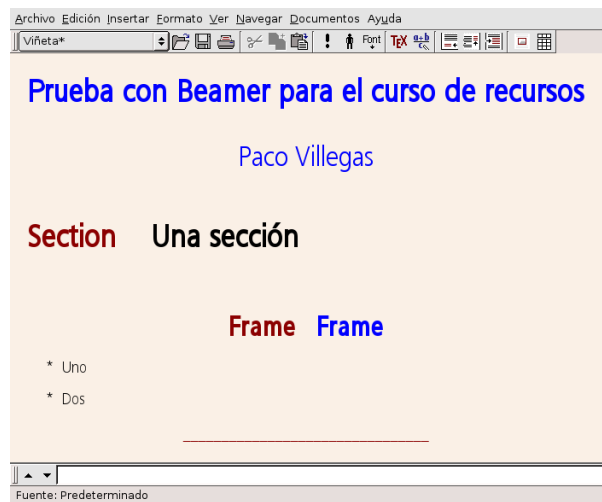 Archivo Edición Insertar Formato Ver Navegar Documentos Ayuda
Viñeta* Font TEX a+b
Prueba con Beamer para el curso de recursos
Paco Villegas
Section Una sección
Frame Frame
* Uno
* Dos
Fuente: Predeterminado